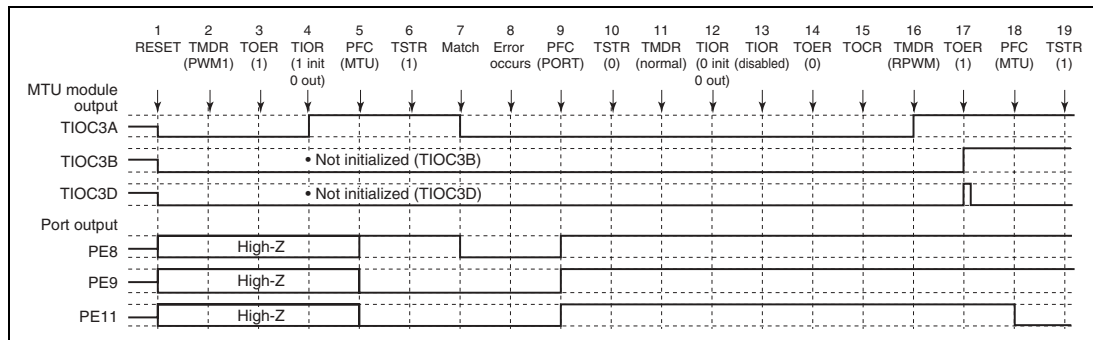 1 2 3 4 5 6 7 8 9 10 11 12 13 14 15 16 17 18 19
RESET TMDR TOER TIOR PFC TSTR Match Error PFC TSTR TMDR TIOR TIOR TOER TOCR TMDR TOER PFC TSTR
(PWM1) (1) (1 init (MTU) (1) occurs (PORT) (0) (normal) (0 init (disabled) (0) (RPWM) (1) (MTU) (1)
0 out) 0 out)
MTU module
output
TIOC3A
TIOC3B • Not initialized (TIOC3B)
TIOC3D • Not initialized (TIOC3D)
Port output
PE8 High-Z
PE9 High-Z
PE11 High-Z